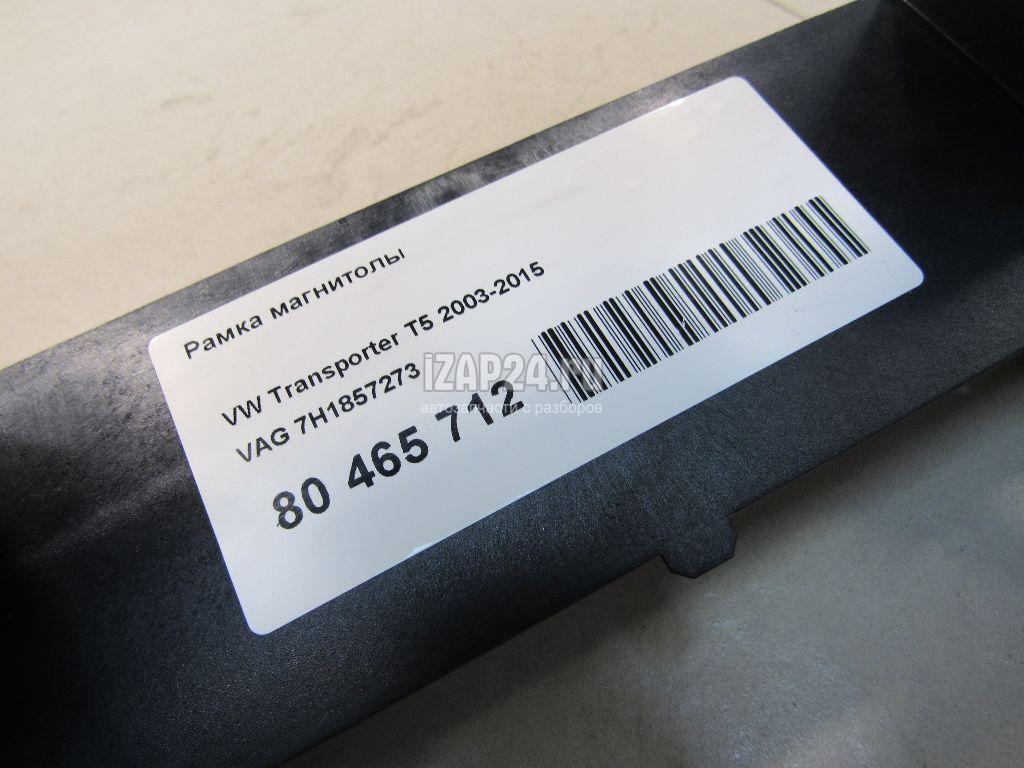 Рамка магнитолы
VW Transporter T5 2003-2015
VAG 7H1857273
80 465 712
iZAP24.ru
автозапчасти с разборов